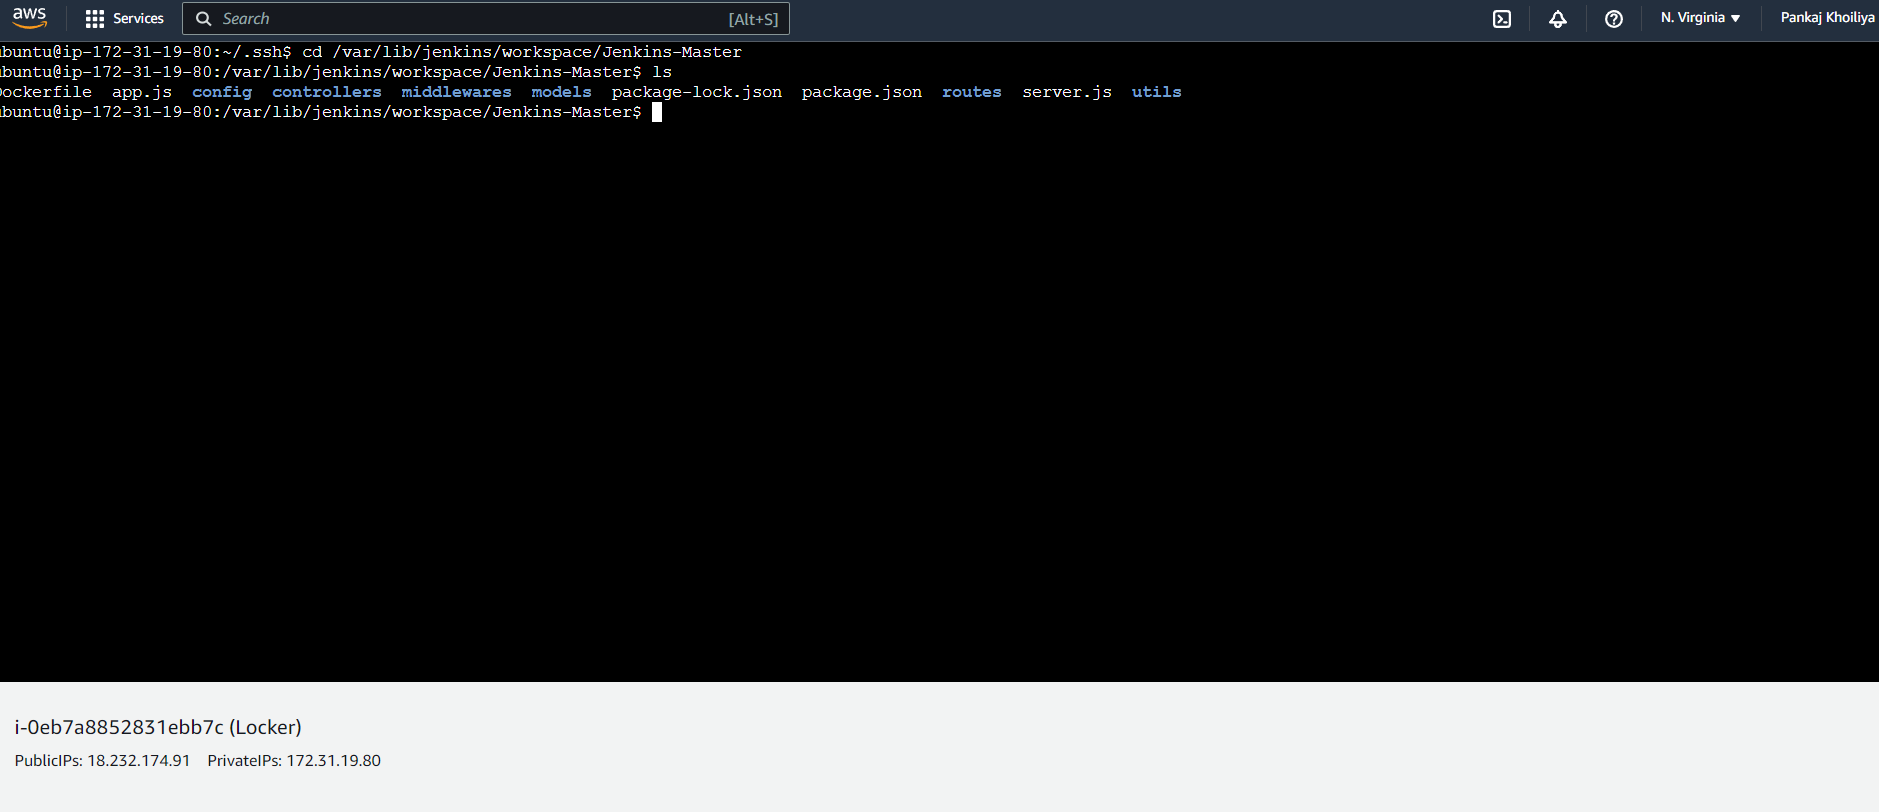 aws Services Search [Alt+S] N. Virginia Pankaj Khoiliya
ubuntu@ip-172-31-19-80:~/.ssh$ cd /var/lib/jenkins/workspace/Jenkins-Master
ubuntu@ip-172-31-19-80:/var/lib/jenkins/workspace/Jenkins-Master$ ls
Dockerfile app.js config controllers middlewares models package-lock.json package.json routes server.js utils
ubuntu@ip-172-31-19-80:/var/lib/jenkins/workspace/Jenkins-Master$
i-0eb7a8852831ebb7c (Locker)
PublicIPs: 18.232.174.91 PrivateIPs: 172.31.19.80